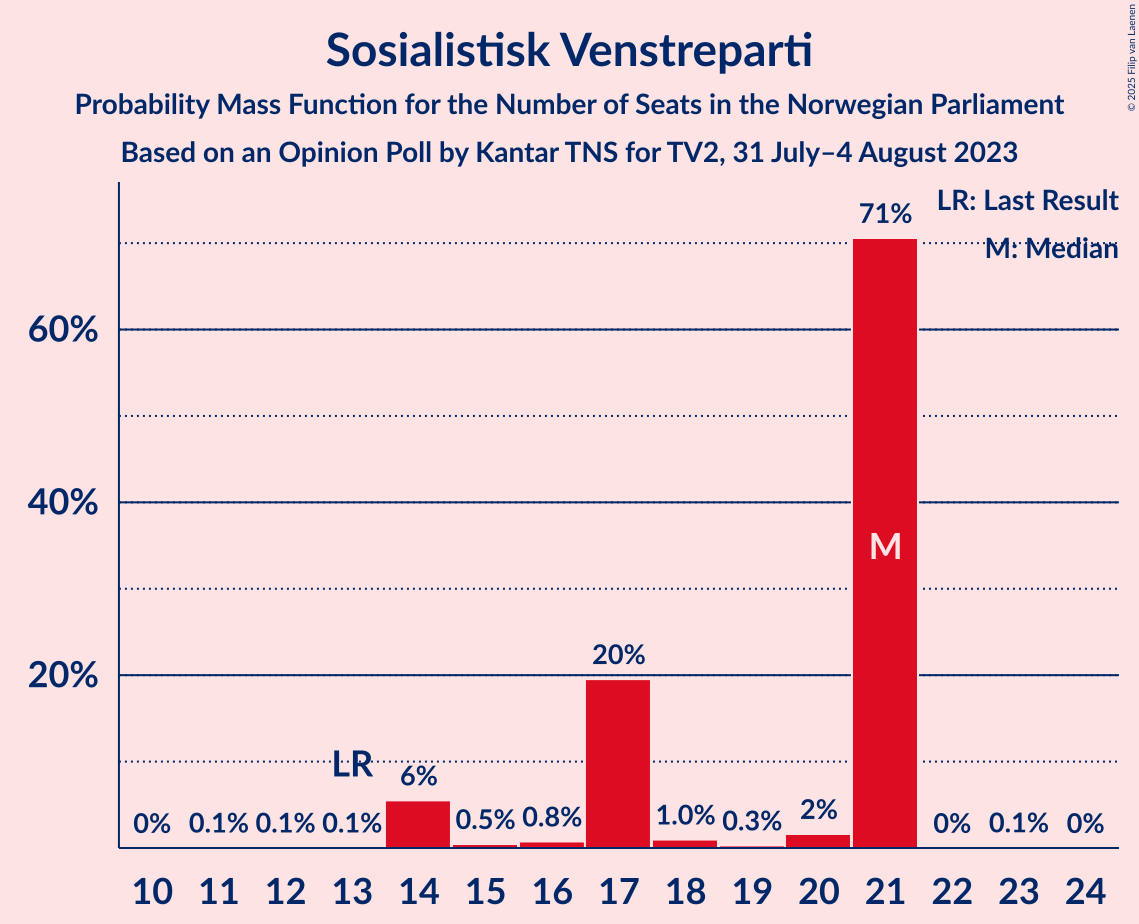 Sosialistisk Venstreparti
Probability Mass Function for the Number of Seats in the Norwegian Parliament
Based on an Opinion Poll by Kantar TNS for TV2, 31 July–4 August 2023
© 2025 Filip van Laenen
LR: Last Result
M: Median
71%
60%
40%
M
20%
20%
LR
6%
0% 0.1% 0.1% 0.1% 0.5% 0.8% 1.0% 0.3% 2% 0% 0.1% 0%
10 11 12 13 14 15 16 17 18 19 20 21 22 23 24